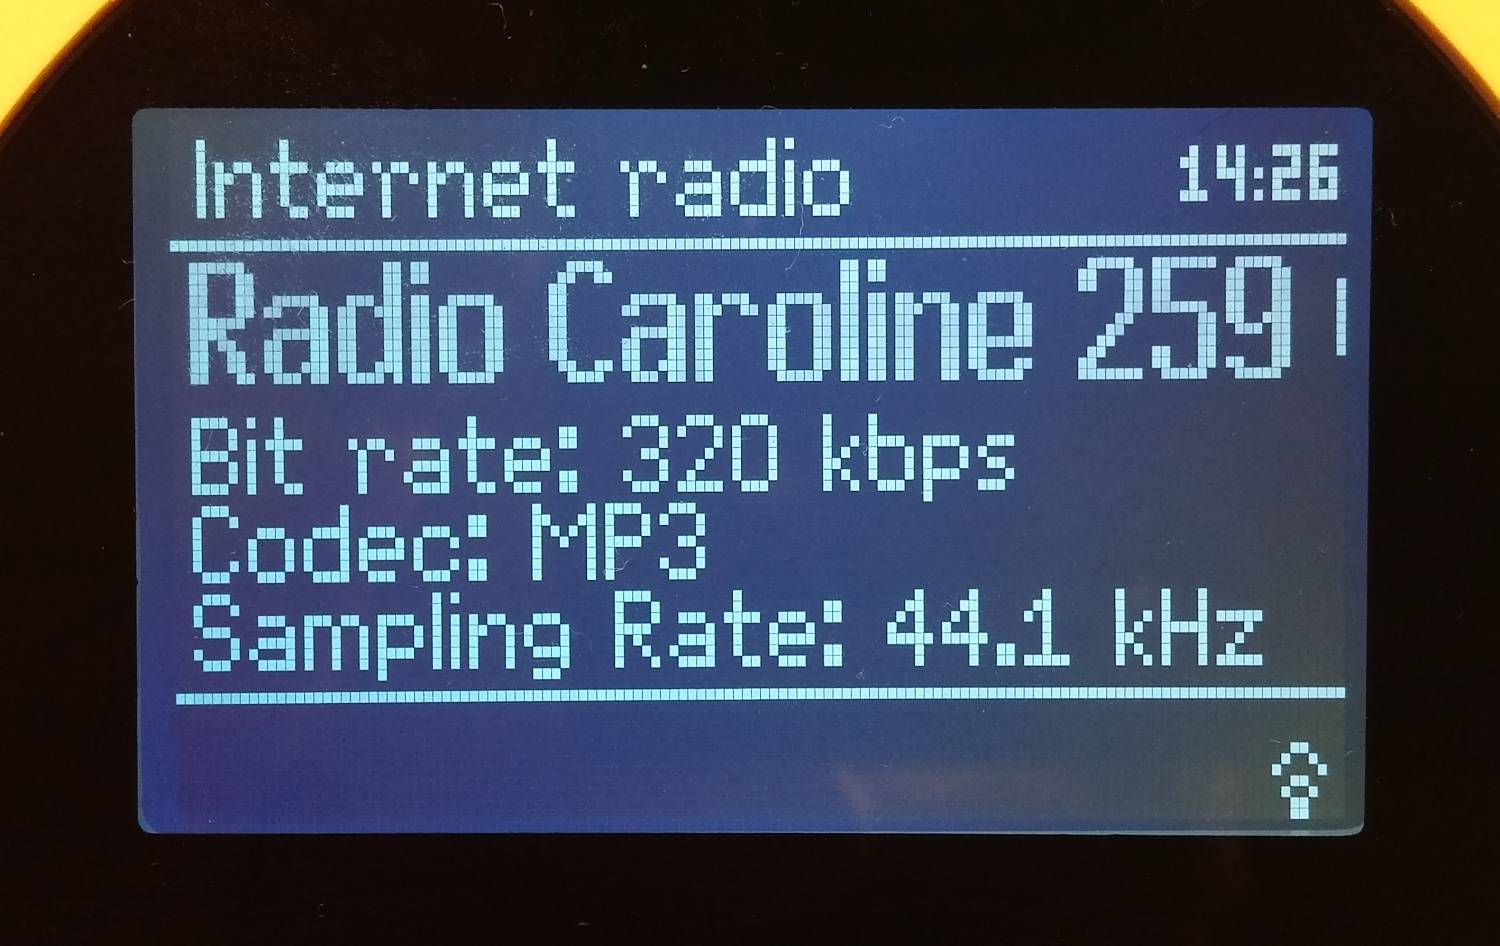 Internet radio 14:26
Radio Caroline 259
Bit rate: 320 kbps
Codec: MP3
Sampling Rate: 44.1 kHz